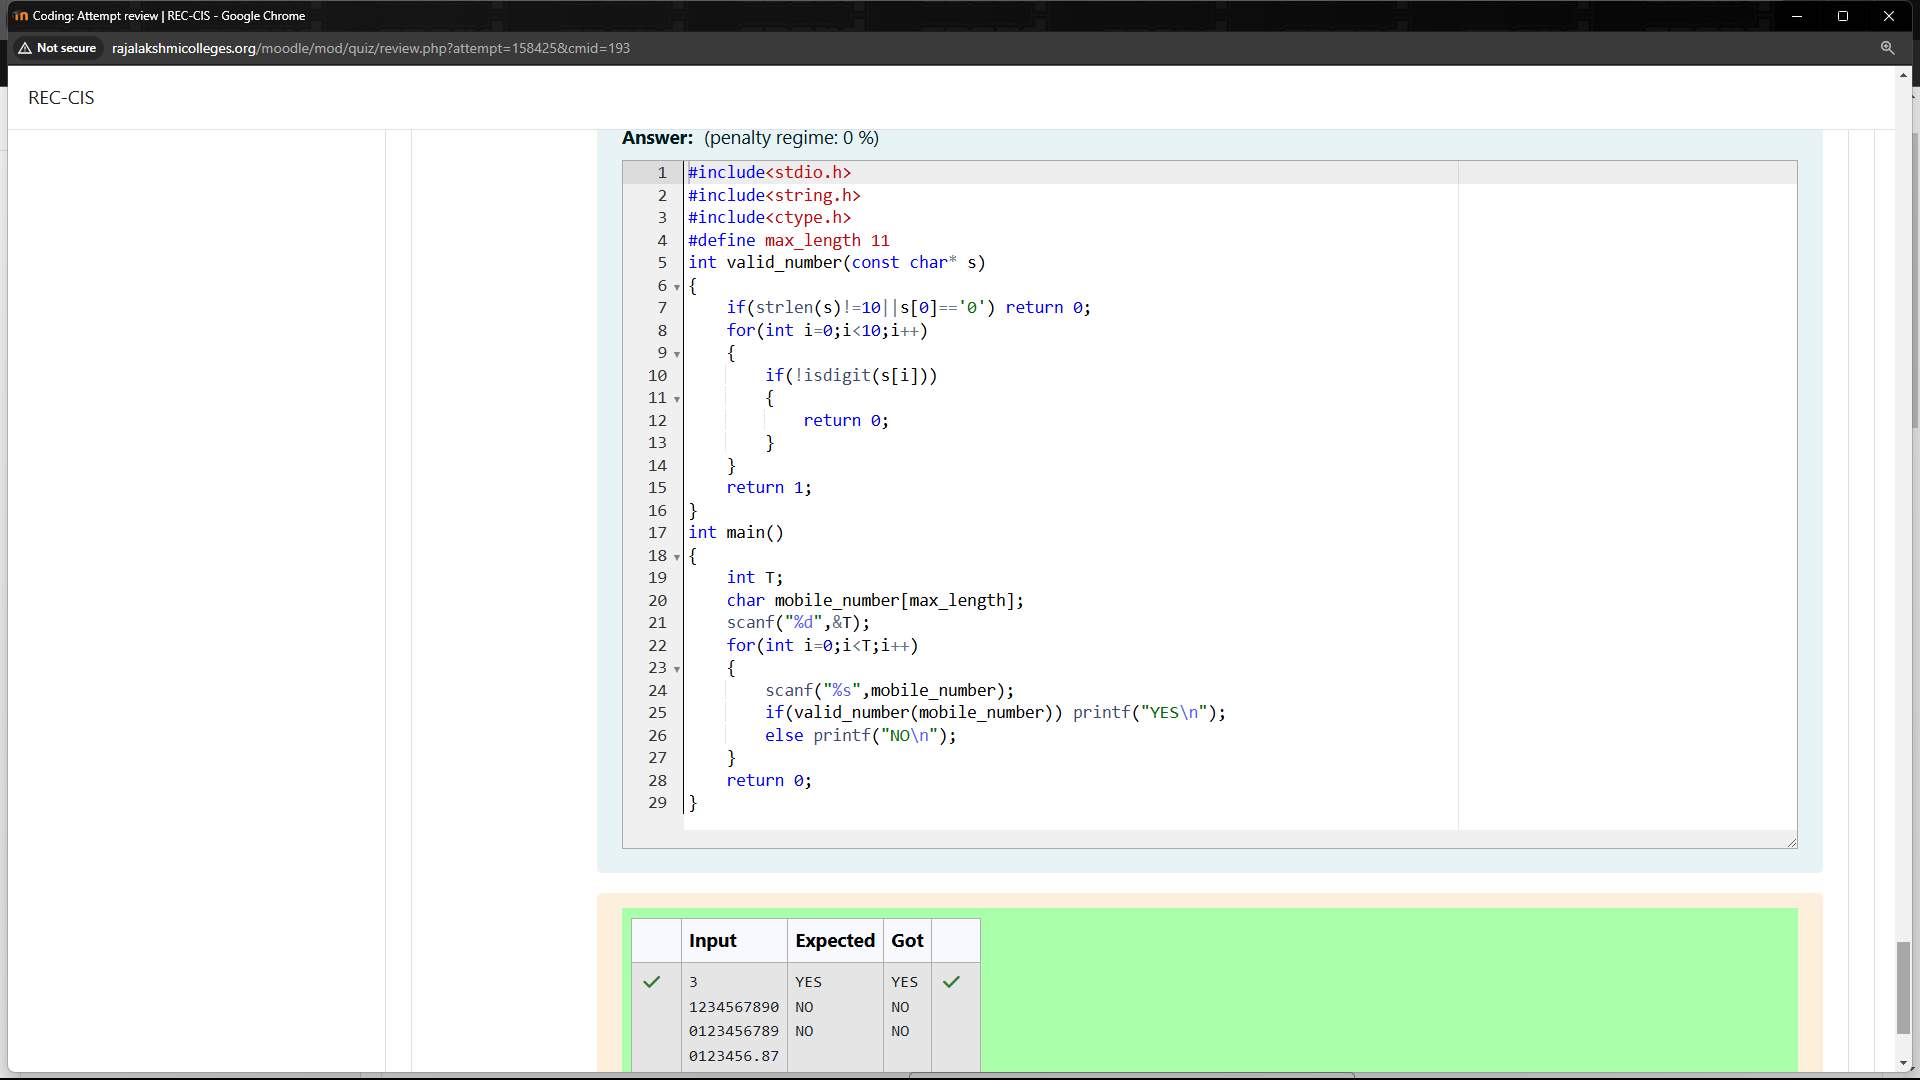 Coding: Attempt review | REC-CIS - Google Chrome
Not secure rajalakshmicolleges.org/moodle/mod/quiz/review.php?attempt=158425&cmid=193
REC-CIS
Answer: (penalty regime: 0 %)
1 #include<stdio.h>
2 #include<string.h>
3 #include<ctype.h>
4 #define max_length 11
5 int valid_number(const char* s)
6 {
7     if(strlen(s)!=10||s[0]=='0') return 0;
8     for(int i=0;i<10;i++)
9     {
10         if(!isdigit(s[i]))
11         {
12             return 0;
13         }
14     }
15     return 1;
16 }
17 int main()
18 {
19     int T;
20     char mobile_number[max_length];
21     scanf("%d",&T);
22     for(int i=0;i<T;i++)
23     {
24         scanf("%s",mobile_number);
25         if(valid_number(mobile_number)) printf("YES\n");
26         else printf("NO\n");
27     }
28     return 0;
29 }
Input Expected Got
3 YES YES
1234567890 NO NO
0123456789 NO NO
0123456.87